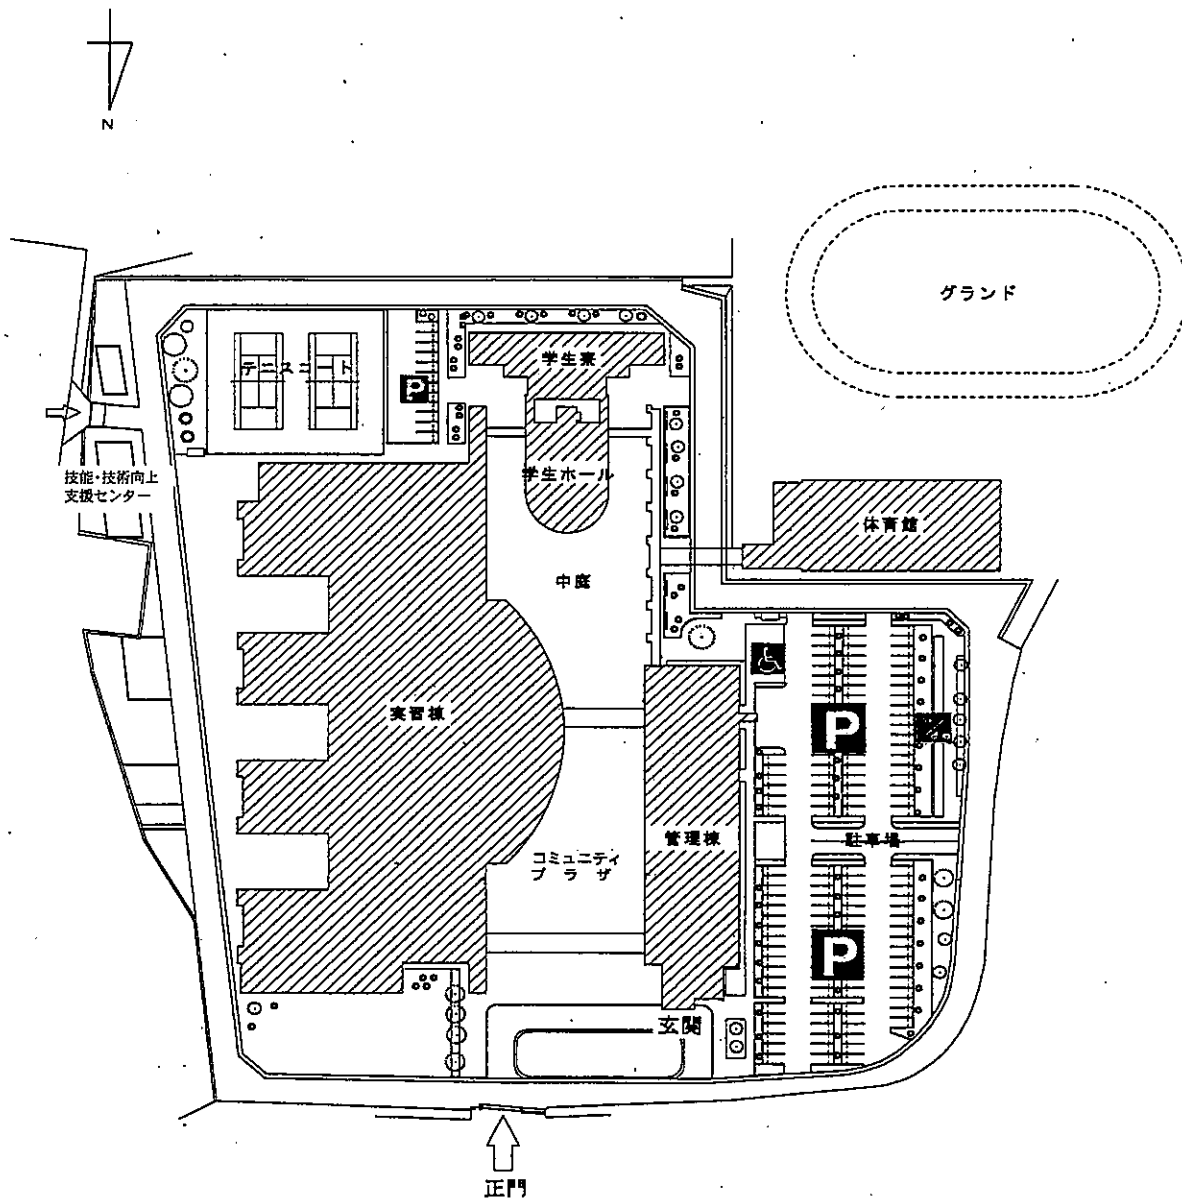 N
グランド
学生寮
テニスコート
P
学生ホール
技能・技術向上
支援センター
体育館
中庭
実習棟
P
管理棟
駐車場
コミュニティ
プラザ
P
玄関
正門